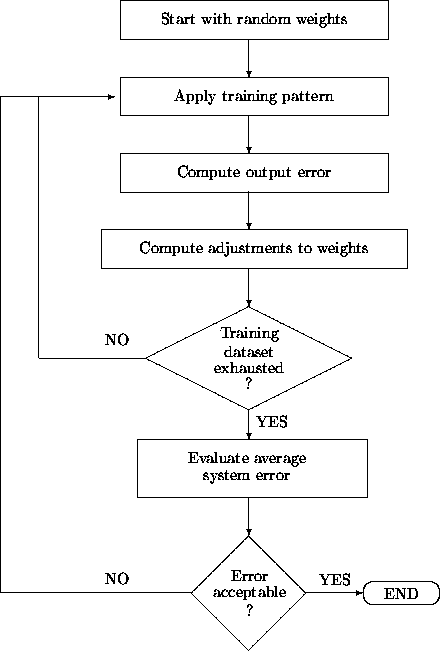 Start with random weights
Apply training pattern
Compute output error
Compute adjustments to weights
NO
Training
dataset
exhausted
?
YES
Evaluate average
system error
NO
Error
acceptable
?
YES
END